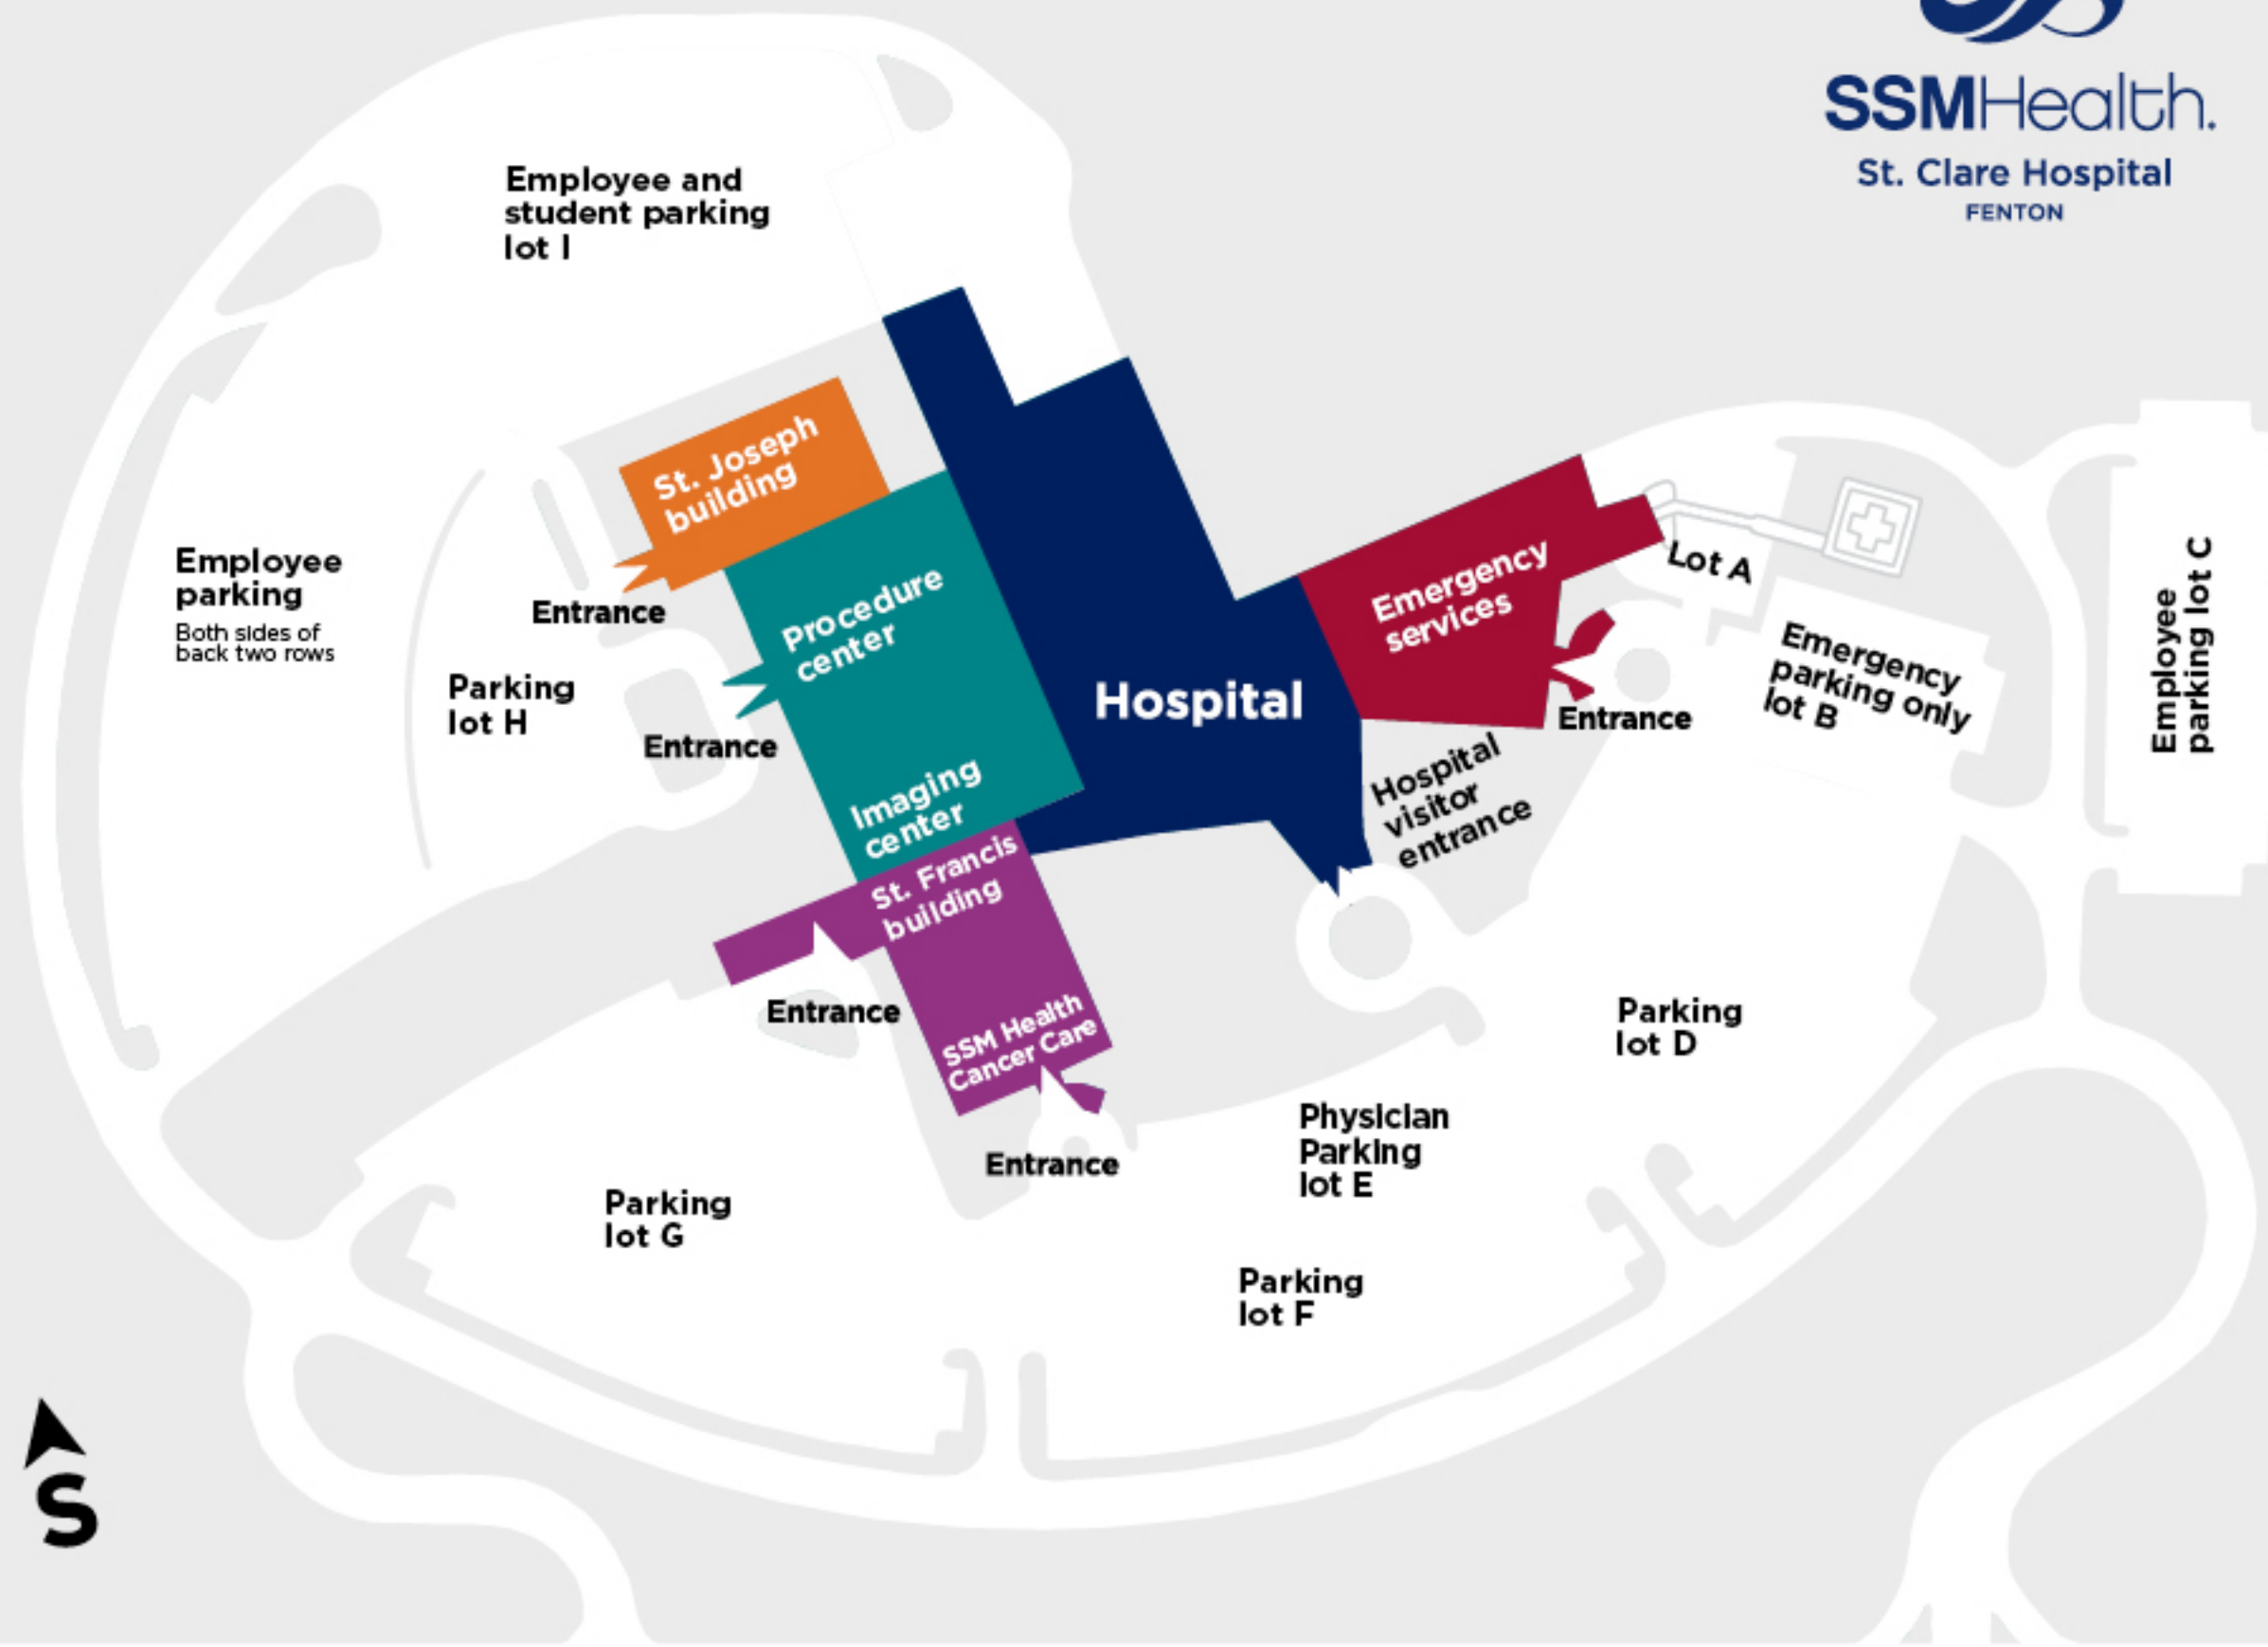 SSMHealth.
St. Clare Hospital
FENTON
Employee and
student parking
lot I
St. Joseph
building
Employee
parking
Both sides of
back two rows
Entrance
Parking
lot H
Entrance
Procedure
center
Imaging
center
Hospital
Emergency
services
Lot A
Emergency
parking only
lot B
Employee
parking lot C
Entrance
Hospital
visitor
entrance
St. Francis
building
Entrance
SSM Health
Cancer Care
Entrance
Parking
lot D
Physician
Parking
lot E
Parking
lot G
Parking
lot F
S